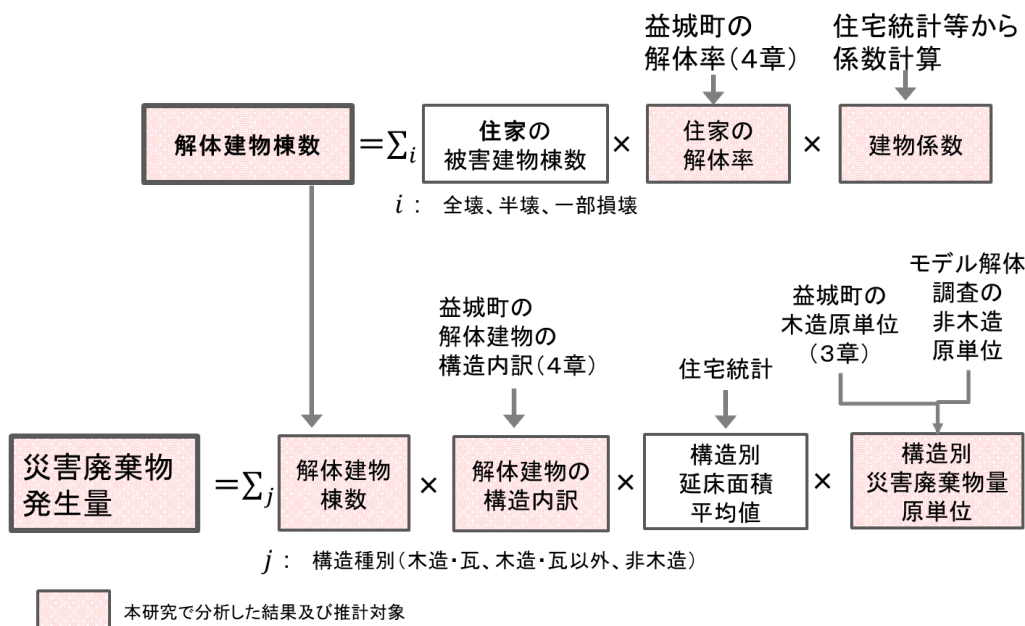 益城町の
解体率(4章)
住宅統計等から
係数計算
解体建物棟数
=∑i
住家の
被害建物棟数
×
住家の
解体率
×
建物係数
i : 全壊、半壊、一部損壊
益城町の
解体建物の
構造内訳(4章)
住宅統計
益城町の
木造原単位
(3章)
モデル解体
調査の
非木造
原単位
災害廃棄物
発生量
=∑j
解体建物
棟数
×
解体建物の
構造内訳
×
構造別
延床面積
平均値
×
構造別
災害廃棄物量
原単位
j : 構造種別(木造・瓦、木造・瓦以外、非木造)
本研究で分析した結果及び推計対象